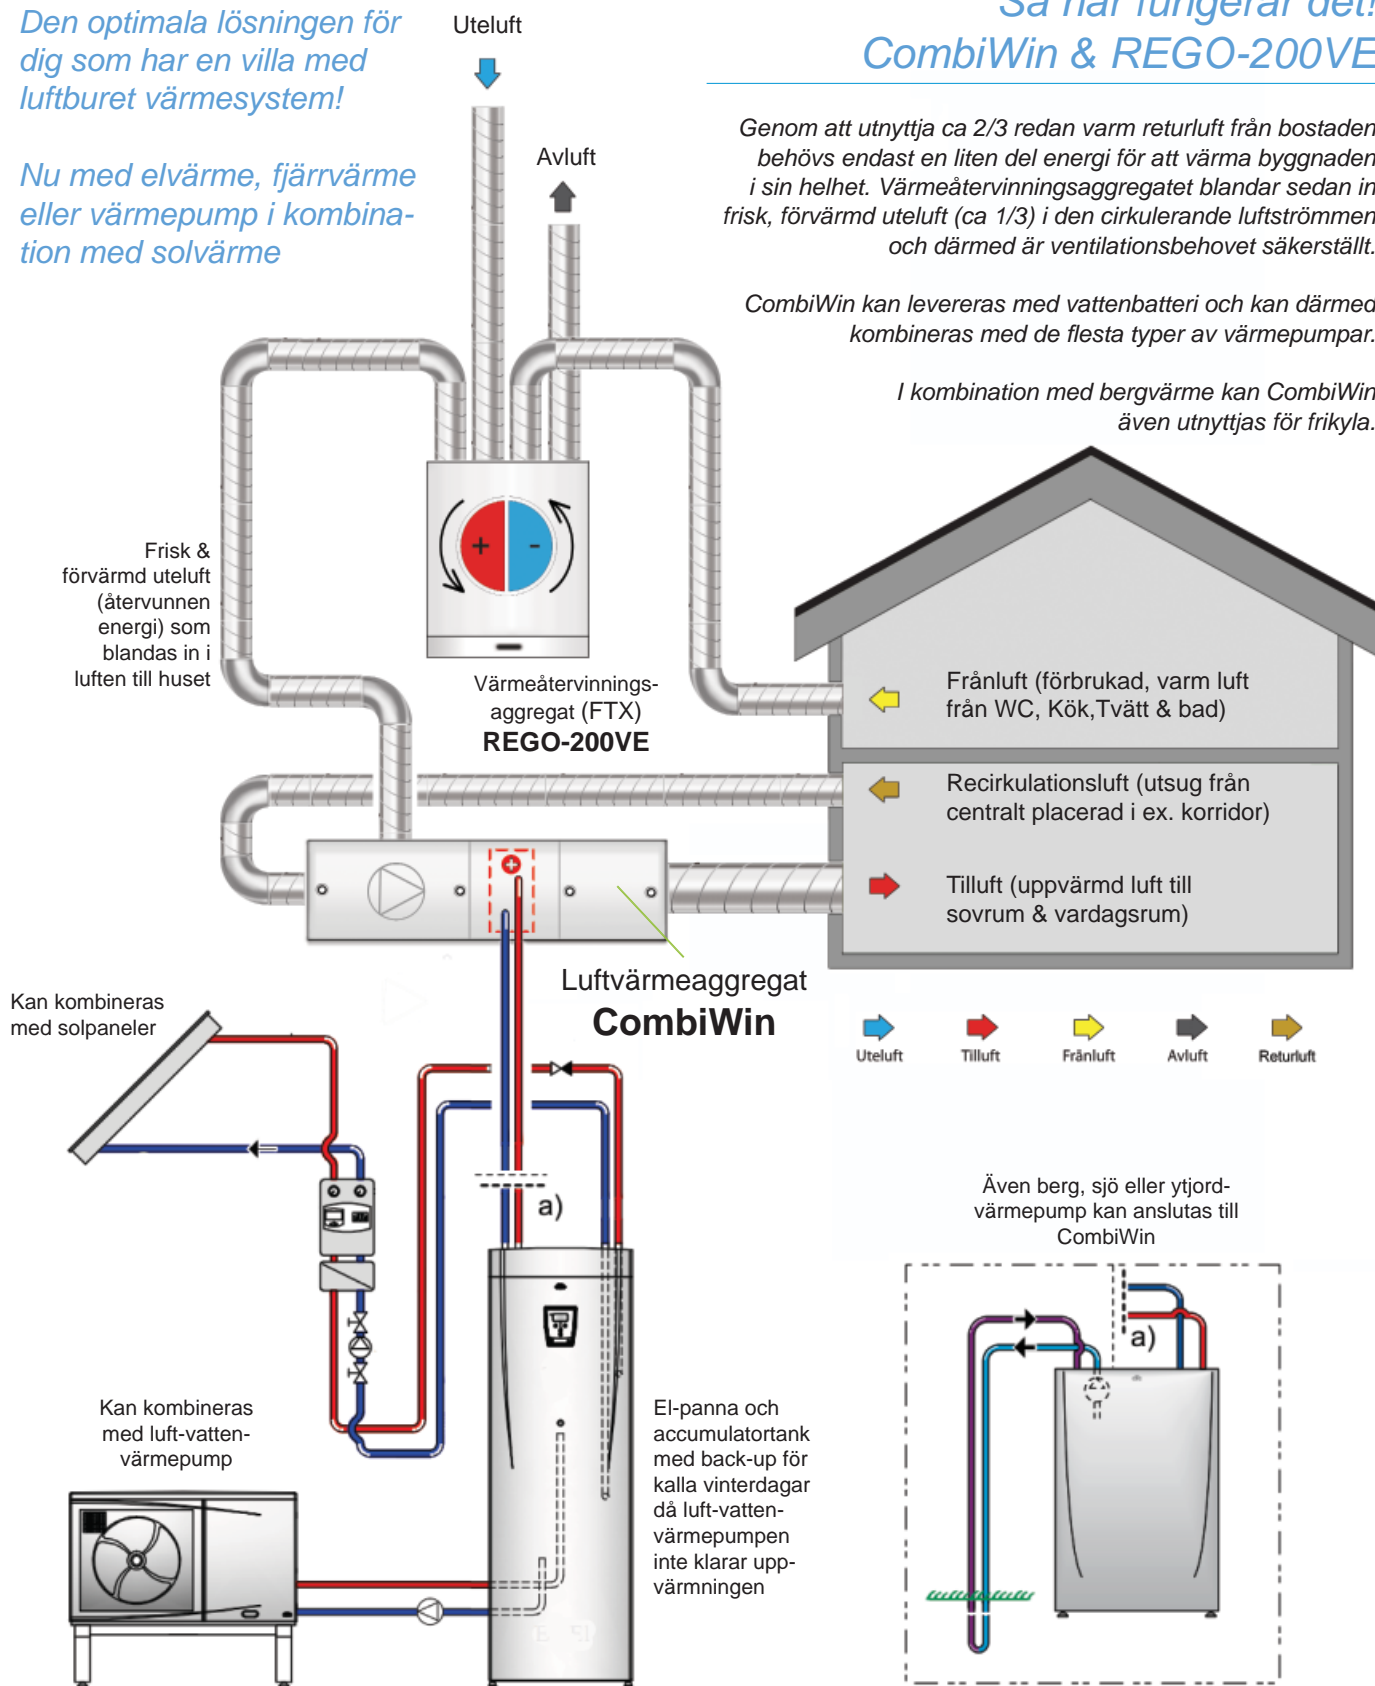 Den optimala lösningen för
dig som har en villa med
luftburet värmesystem!
Nu med elvärme, fjärrvärme
eller värmepump i kombina-
tion med solvärme
Uteluft
Avluft
Så här fungerar det!
CombiWin & REGO-200VE
Genom att utnyttja ca 2/3 redan varm returluft från bostaden
behövs endast en liten del energi för att värma byggnaden
i sin helhet. Värmeåtervinningsaggregatet blandar sedan in
frisk, förvärmd uteluft (ca 1/3) i den cirkulerande luftströmmen
och därmed är ventilationsbehovet säkerställt.
CombiWin kan levereras med vattenbatteri och kan därmed
kombineras med de flesta typer av värmepumpar.
I kombination med bergvärme kan CombiWin
även utnyttjas för frikyla.
+ -
Frisk &
förvärmd uteluft
(återvunnen
energi) som
blandas in i
luften till huset
Värmeåtervinnings-
aggregat (FTX)
REGO-200VE
Frånluft (förbrukad, varm luft
från WC, Kök,Tvätt & bad)
Recirkulationsluft (utsug från
centralt placerad i ex. korridor)
Tilluft (uppvärmd luft till
sovrum & vardagsrum)
+
Luftvärmeaggregat
CombiWin
Uteluft Tilluft Frånluft Avluft Returluft
Kan kombineras
med solpaneler
a)
Även berg, sjö eller ytjord-
värmepump kan anslutas till
CombiWin
a)
Kan kombineras
med luft-vatten-
värmepump
El-panna och
accumulatortank
med back-up för
kalla vinterdagar
då luft-vatten-
värmepumpen
inte klarar upp-
värmningen